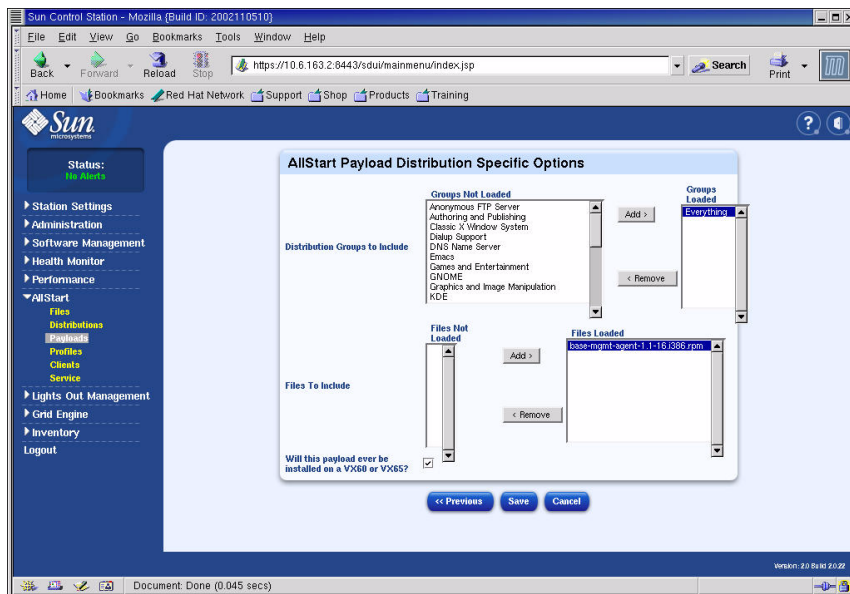 Sun Control Station - Mozilla {Build ID: 2002110510}
File Edit View Go Bookmarks Tools Window Help
Back Forward Reload Stop https://10.6.163.2:8443/sdui/mainmenu/index.jsp Search Print
Home Bookmarks Red Hat Network Support Shop Products Training
Sun
microsystems
Status:
No Alerts
Station Settings
Administration
Software Management
Health Monitor
Performance
AllStart
Files
Distributions
Payloads
Profiles
Clients
Service
Lights Out Management
Grid Engine
Inventory
Logout
AllStart Payload Distribution Specific Options
Distribution Groups to Include
Groups Not Loaded
Anonymous FTP Server
Authoring and Publishing
Classic X Window System
Dialup Support
DNS Name Server
Emacs
Games and Entertainment
GNOME
Graphics and Image Manipulation
KDE
Add >
< Remove
Groups
Loaded
Everything
Files To Include
Files Not
Loaded
Add >
< Remove
Files Loaded
base-mgmt-agent-1.1-16.i386.rpm
Will this payload ever be
installed on a VX60 or VX65?
<< Previous Save Cancel
Version: 2.0 Build 2.0.22
Document: Done (0.045 secs)